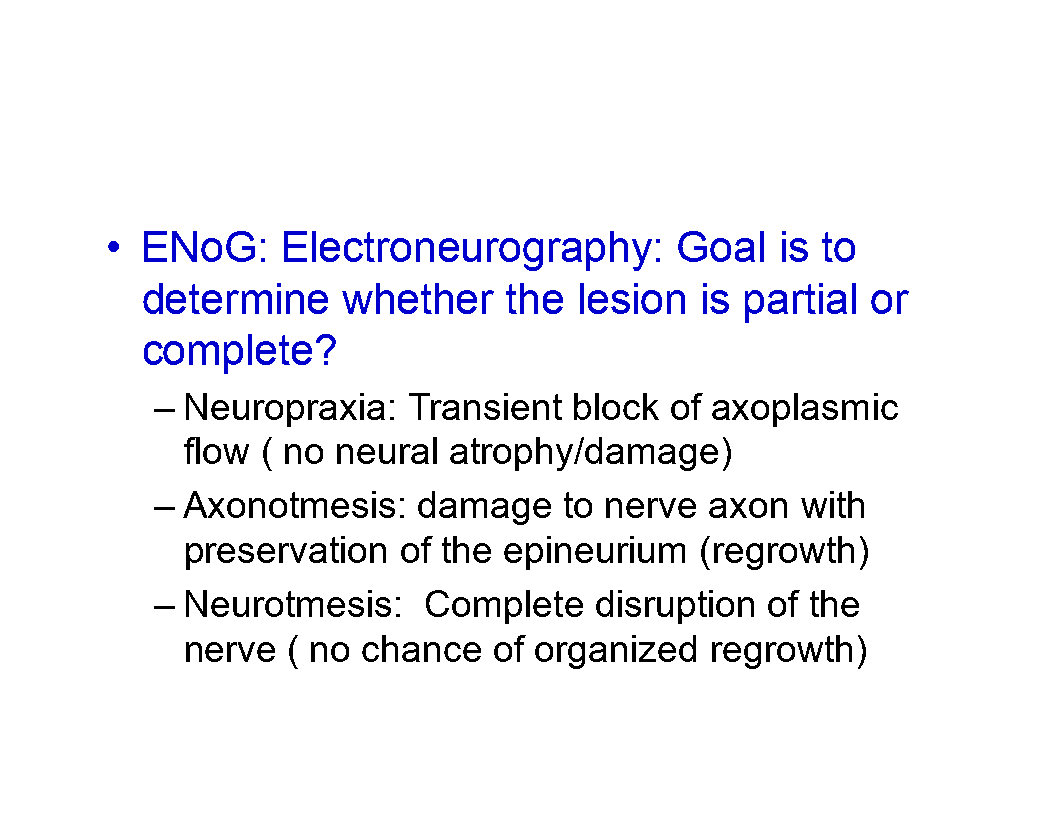 • ENoG: Electroneurography: Goal is to
determine whether the lesion is partial or
complete?
– Neuropraxia: Transient block of axoplasmic
flow ( no neural atrophy/damage)
– Axonotmesis: damage to nerve axon with
preservation of the epineurium (regrowth)
– Neurotmesis:  Complete disruption of the
nerve ( no chance of organized regrowth)